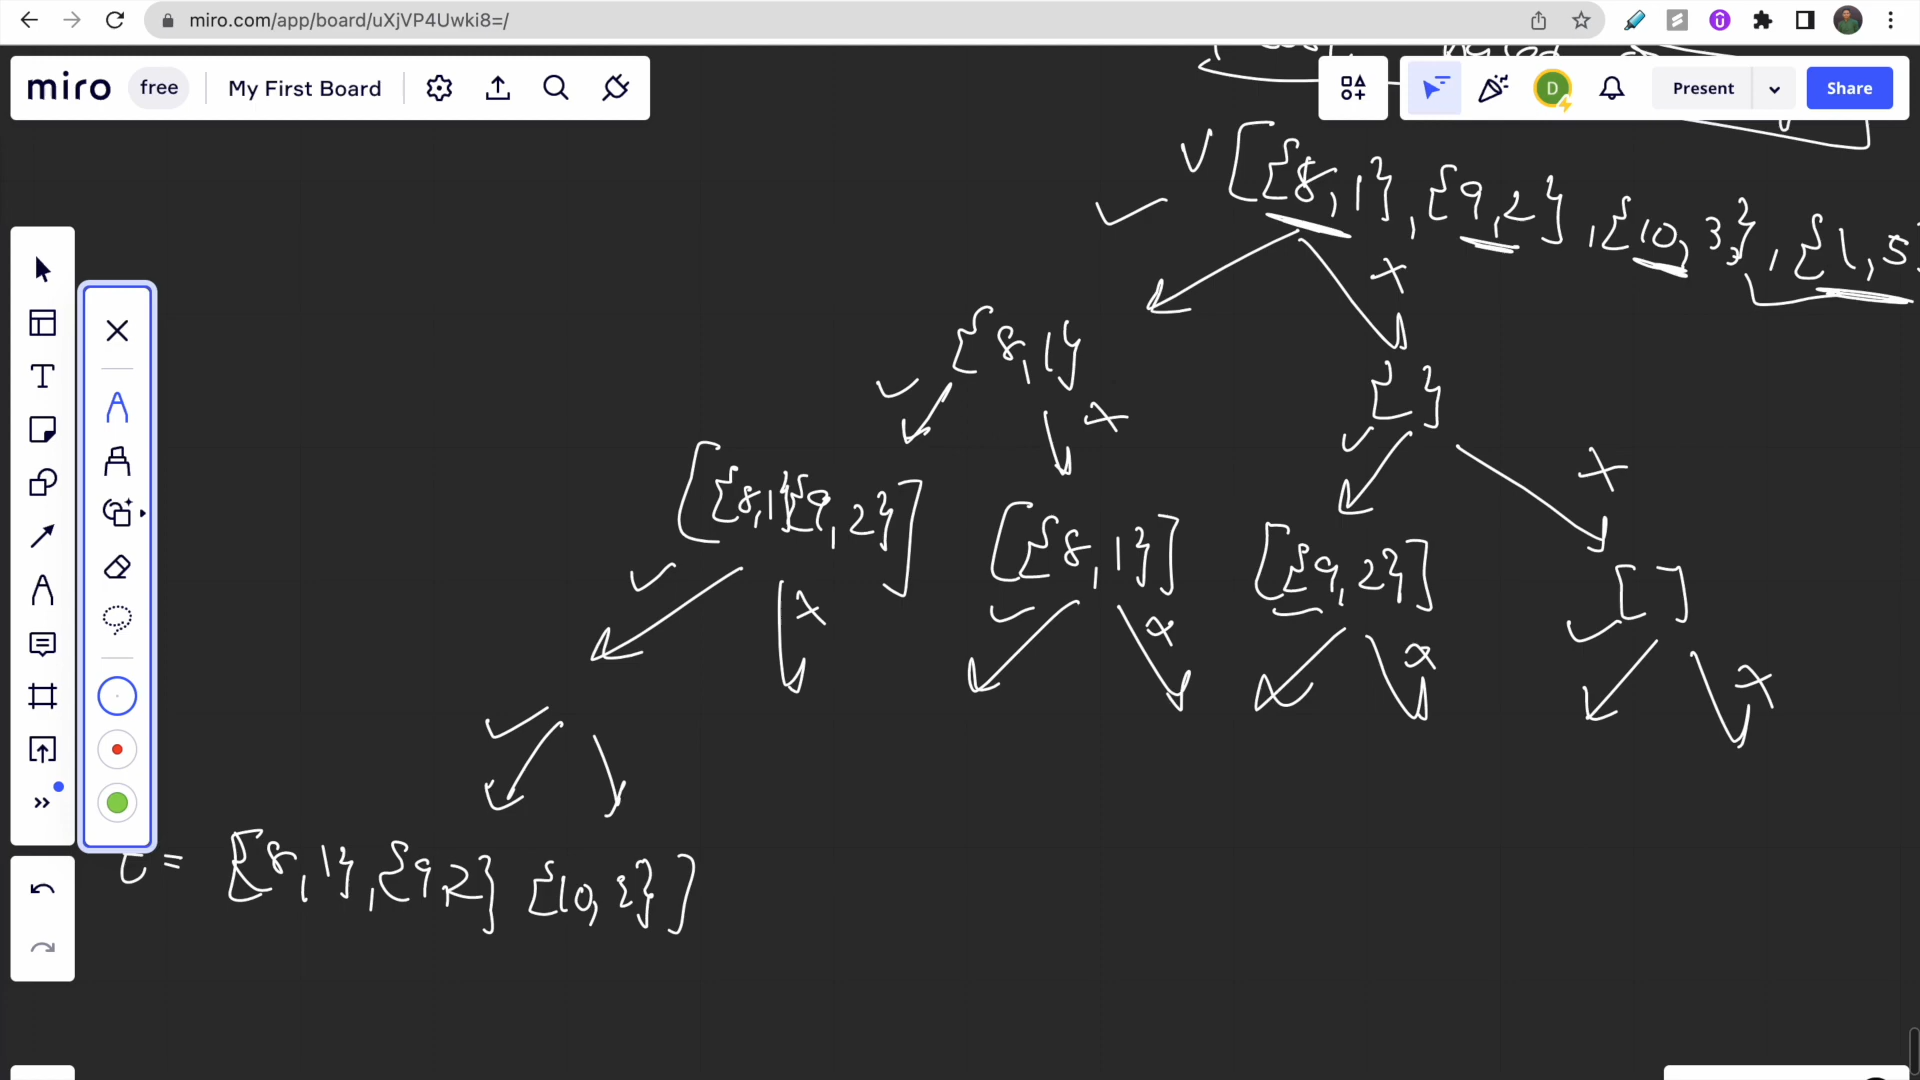 miro.com/app/board/uXjVP4Uwki8=/
miro free My First Board
D Present Share
[{8,1},{9,2},{10,3},{1,5}
x
{8,1}
x
[ }
x
[{8,1}{9,2}]
[{8,1}]
[{9,2}]
[ ]
x
x
x
x
= [{8,1},{9,2} {10,3}]